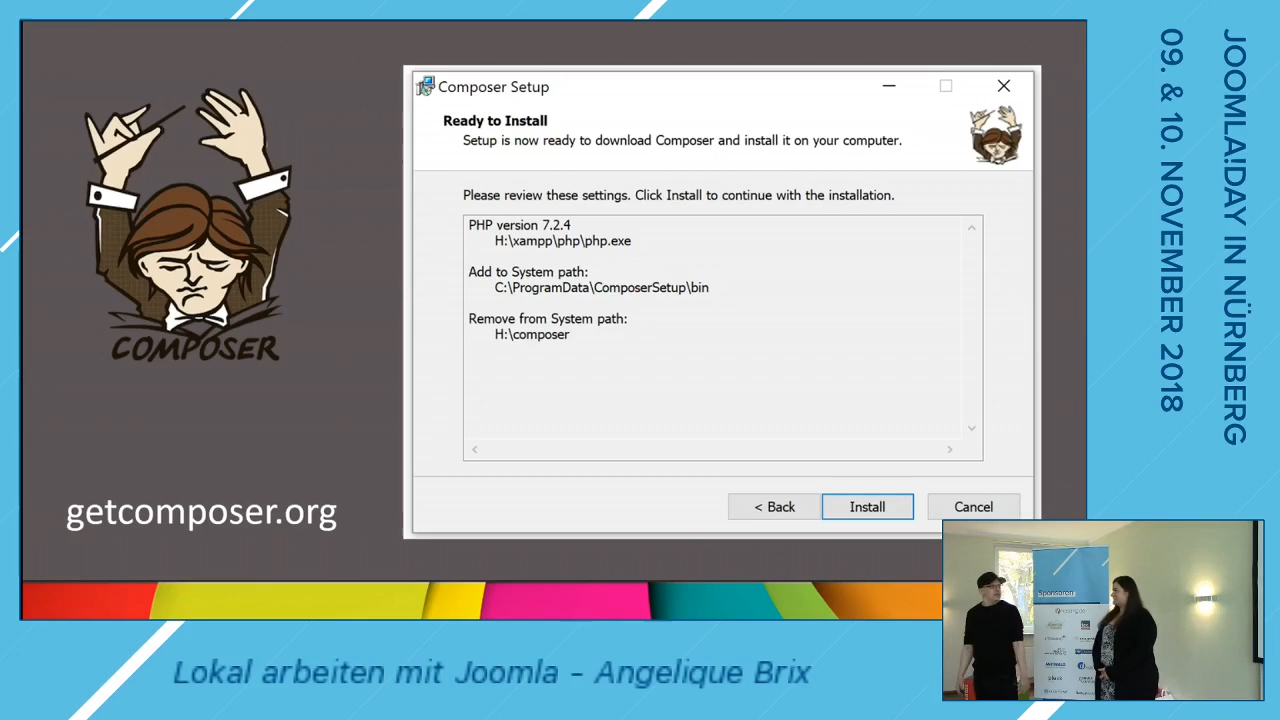 Composer Setup
Ready to Install
Setup is now ready to download Composer and install it on your computer.
Please review these settings. Click Install to continue with the installation.
PHP version 7.2.4
H:\xampp\php\php.exe
Add to System path:
C:\ProgramData\ComposerSetup\bin
Remove from System path:
H:\composer
< Back
Install
Cancel
COMPOSER
getcomposer.org
JOOMLA!DAY IN NÜRNBERG
09. & 10. NOVEMBER 2018
Sponsoren
Lokal arbeiten mit Joomla - Angelique Brix